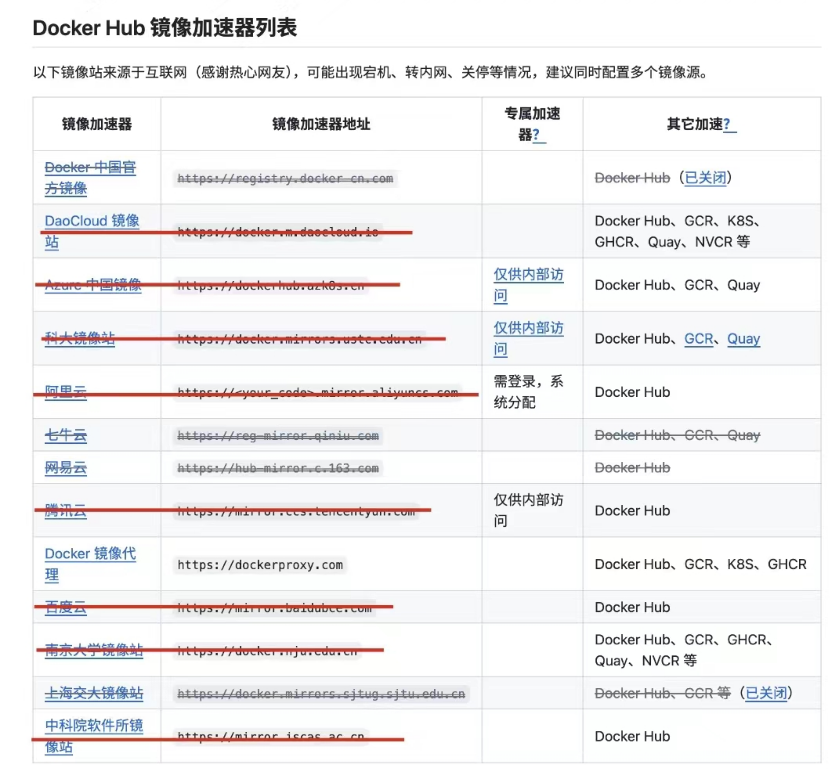 Docker Hub 镜像加速器列表
以下镜像站来源于互联网（感谢热心网友），可能出现宕机、转内网、关停等情况，建议同时配置多个镜像源。
镜像加速器 镜像加速器地址 专属加速
器? 其它加速?
Docker 中国官
方镜像 https://registry.docker-cn.com Docker Hub（已关闭）
DaoCloud 镜像
站 https://docker.m.daocloud.io Docker Hub、GCR、K8S、
GHCR、Quay、NVCR 等
Azure 中国镜像 https://dockerhub.azk8s.cn 仅供内部访
问 Docker Hub、GCR、Quay
科大镜像站 https://docker.mirrors.ustc.edu.cn 仅供内部访
问 Docker Hub、GCR、Quay
阿里云 https://<your_code>.mirror.aliyuncs.com 需登录，系
统分配 Docker Hub
七牛云 https://reg-mirror.qiniu.com Docker Hub、GCR、Quay
网易云 https://hub-mirror.c.163.com Docker Hub
腾讯云 https://mirror.ccs.tencentyun.com 仅供内部访
问 Docker Hub
Docker 镜像代
理 https://dockerproxy.com Docker Hub、GCR、K8S、GHCR
百度云 https://mirror.baidubce.com Docker Hub
南京大学镜像站 https://docker.nju.edu.cn Docker Hub、GCR、GHCR、
Quay、NVCR 等
上海交大镜像站 https://docker.mirrors.sjtug.sjtu.edu.cn Docker Hub、GCR 等（已关闭）
中科院软件所镜
像站 https://mirror.iscas.ac.cn Docker Hub